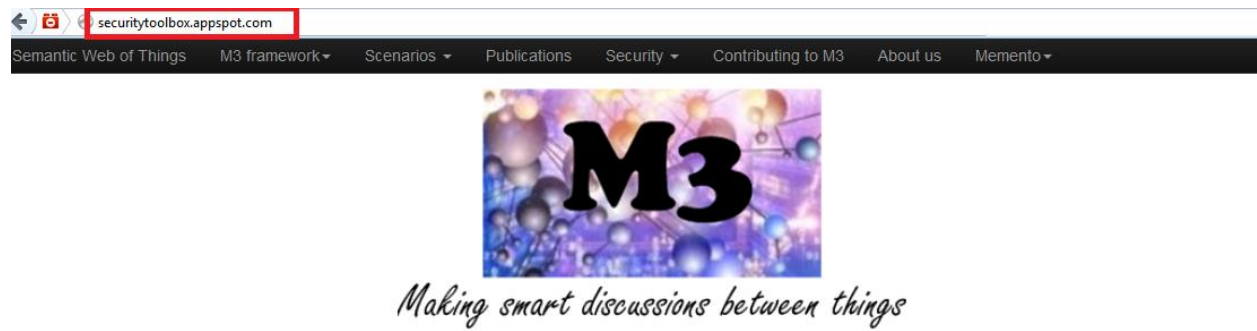 securitytoolbox.appspot.com
Semantic Web of Things M3 framework Scenarios Publications Security Contributing to M3 About us Memento
M3
Making smart discussions between things